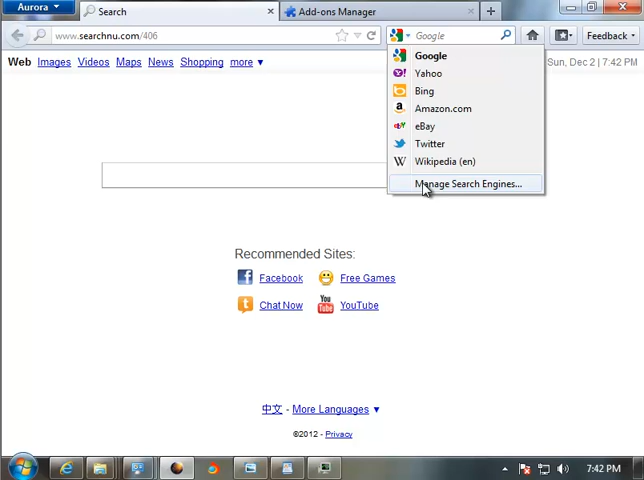 Aurora
Search
Add-ons Manager
www.searchnu.com/406
Google
Feedback
Web Images Videos Maps News Shopping more ▼
Sun, Dec 2 | 7:42 PM
Google
Yahoo
Bing
Amazon.com
eBay
Twitter
Wikipedia (en)
Manage Search Engines...
Recommended Sites:
Facebook Free Games
Chat Now YouTube
中文 - More Languages ▼
©2012 - Privacy
7:42 PM